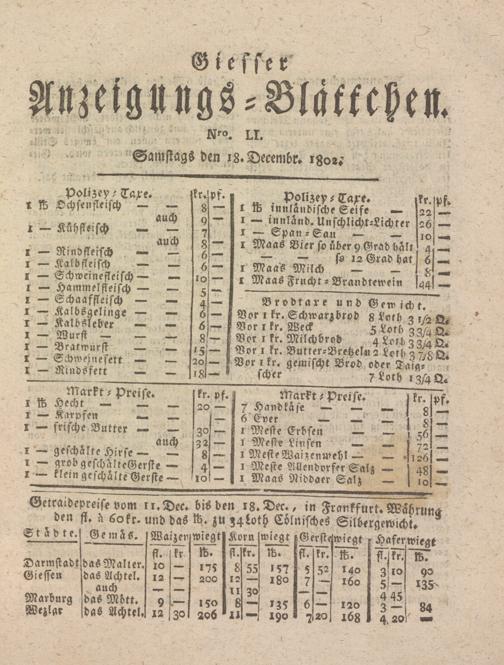 Giesser
Anzeigungs-Blättchen.
Nro. LI.
Samstags den 18. Decembr. 1802.
Polizey-Taxe. kr. pf.
1 ℔ Ochsenfleisch — — 8 —
auch 9 —
1 — Kühfleisch — — 7
auch 8 —
1 — Rindfleisch — — 6 —
1 — Kalbfleisch — — 6 —
1 — Schweinefleisch — — 10 —
1 — Hammelfleisch — — 5 —
1 — Schaaffleisch — — 4 —
1 — Kalbsgelinge — — 6 —
1 — Kalbsleber — — 6 —
1 — Wurst — — 8 —
1 — Bratwurst — — 15 —
1 — Schweinefett — — 20 —
1 — Rindsfett — — 18 —
Polizey-Taxe. kr. pf.
1 ℔ innländische Seife — 22 —
1 — innländ. Unschlicht-Lichter 26 —
1 — Span-Sau — — 10 —
1 Maas Bier so über 9 Grad hält 4 —
— — so 12 Grad hat 6 —
1 Maas Milch — — 8 —
1 Maas Frucht-Brandtewein 44 —
Brodtaxe und Gewicht.
Vor 1 kr. Schwarzbrod 8 Loth 3 1/2 Q.
Vor 1 kr. Weck 5 Loth 3 3/4 Q.
Vor 1 kr. Milchbrod 4 Loth 3 3/4 Q.
Vor 1 kr. Butter-Bretzeln 2 Loth 3 7/8 Q.
Vor 1 kr. gemischt Brod oder Taig-
scher 7 Loth 1 3/4 Q.
Markt-Preise. kr. pf.
1 ℔ Hecht — — 20 —
1 — Karpfen — —
1 — frische Butter — — 30 —
auch 32 —
1 — geschälte Hirse — — 8 —
1 — grob geschälte Gerste — 4 —
1 — klein geschälte Gerste — 10 —
Markt-Preise. kr. pf.
7 Handkäse — — 8 —
6 Eyer — — 8 —
1 Meste Erbsen — — 1 56 —
1 Meste Linsen — — 72 —
1 Meste Waizenmehl — — 126 —
1 Meste Allendorfer Salz — 48 —
1 Maas Niddaer Salz — 10 —
Getraidepreise vom 11. Dec. bis den 18. Dec., in Frankfurt. Währung
den fl. à 60 kr. und das ℔. zu 34 Loth Cölnisches Silbergewicht.
Städte. Gemäs. Waizen wiegt Korn wiegt Gerste wiegt Hafer wiegt
fl. kr. ℔. fl. kr. ℔. fl. kr. ℔. fl. kr. ℔.
Darmstadt das Malter. 10 — 175 8 55 157 5 52 140 3 10 90
Giessen das Achtel. 12 — 200 12 — 180 7 — 160 5 — 135
auch — — 11 30 — — 4 45
Marburg das Mött. 9 — 150 8 — 135 6 — 120 3 — 84
Wezlar das Achtel. 12 30 206 11 — 190 7 20 168 4 20 —